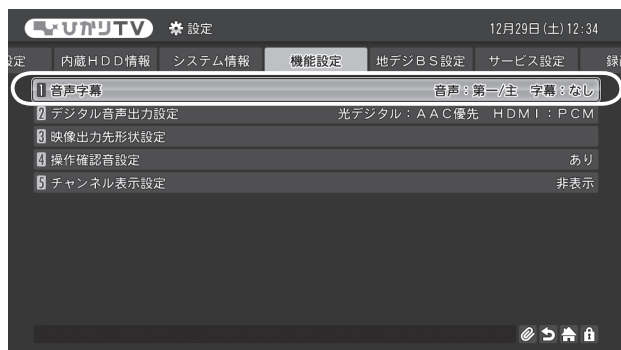 ひかりTV 設定 12月29日(土)12:34
設定 内蔵HDD情報 システム情報 機能設定 地デジBS設定 サービス設定 録
1 音声字幕 音声:第一/主 字幕:なし
2 デジタル音声出力設定 光デジタル:AAC優先 HDMI:PCM
3 映像出力先形状設定
4 操作確認音設定 あり
5 チャンネル表示設定 非表示